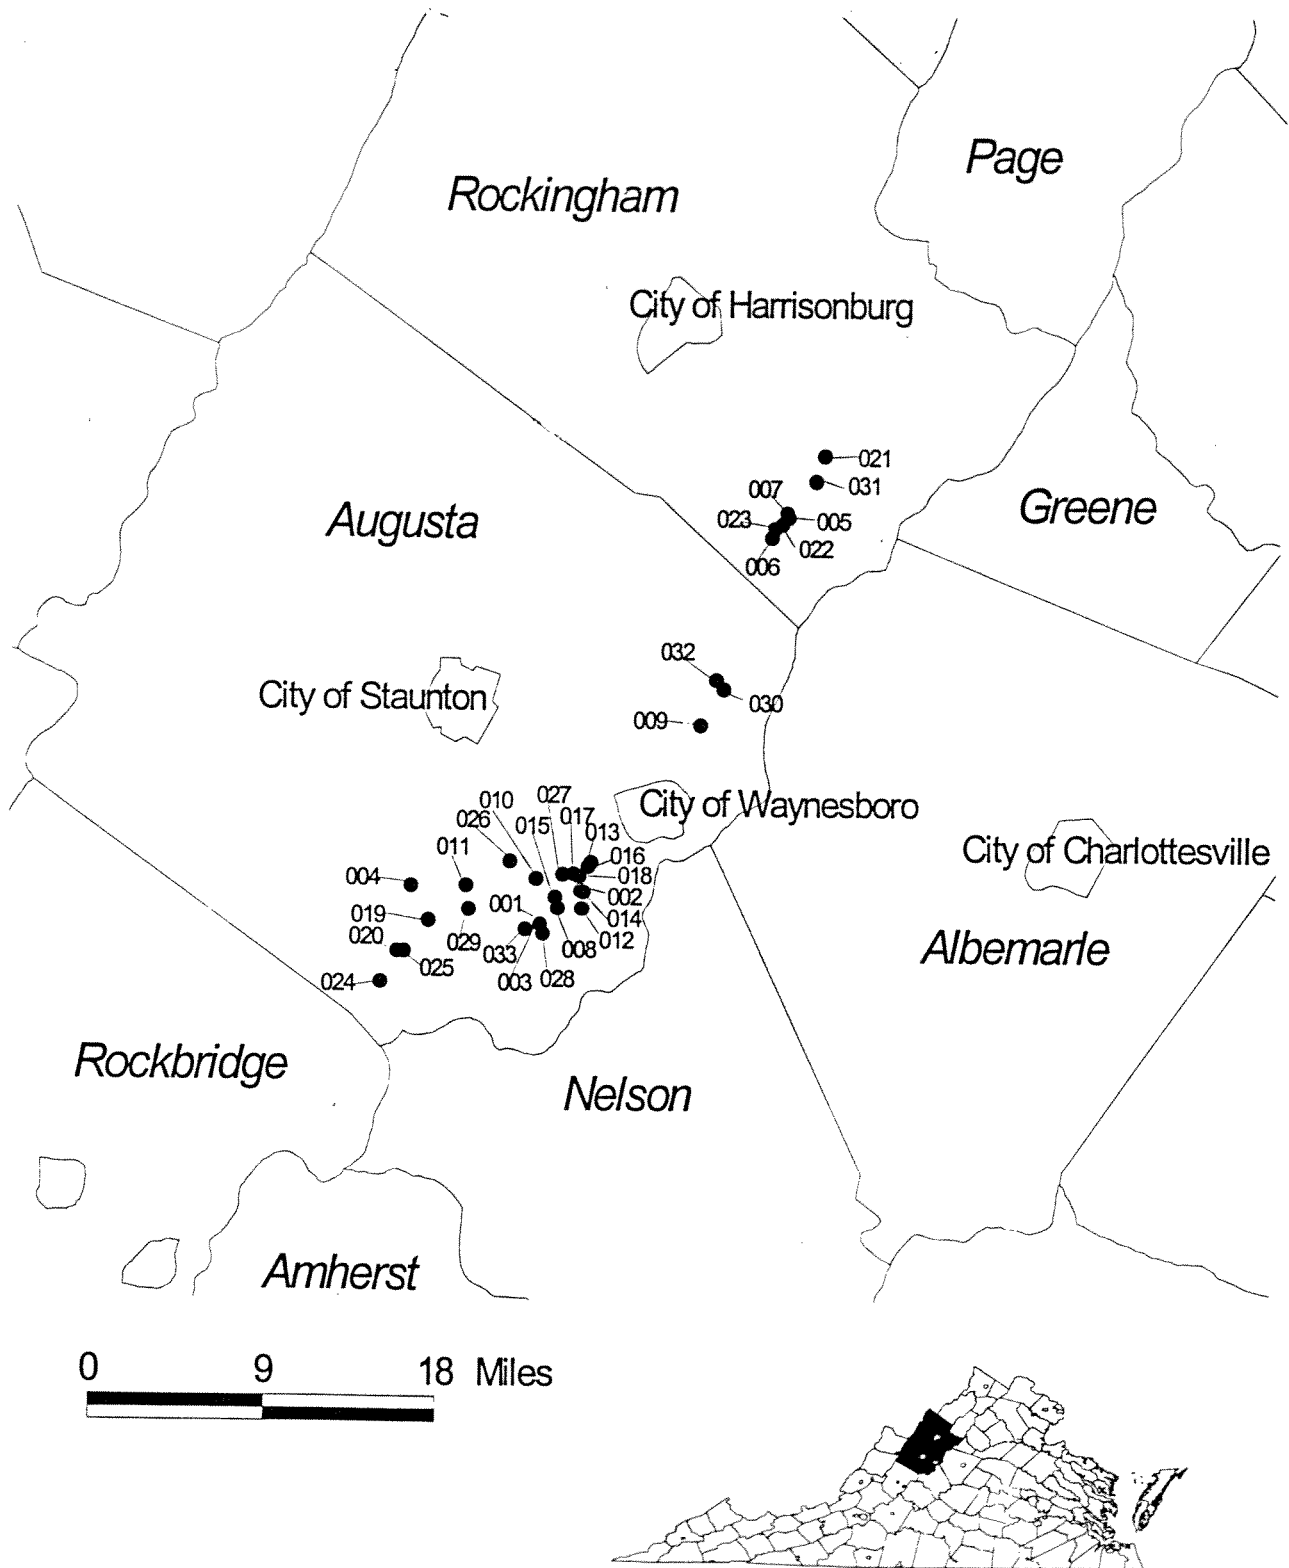 Page
Rockingham
City of Harrisonburg
021
031
007
005
023
022
006
Greene
Augusta
032
030
009
City of Staunton
City of Waynesboro
City of Charlottesville
027
010
017
015
013
026
016
011
018
004
002
001
014
019
012
020
029
008
033
025
028
003
024
Albemarle
Rockbridge
Nelson
Amherst
0 9 18 Miles